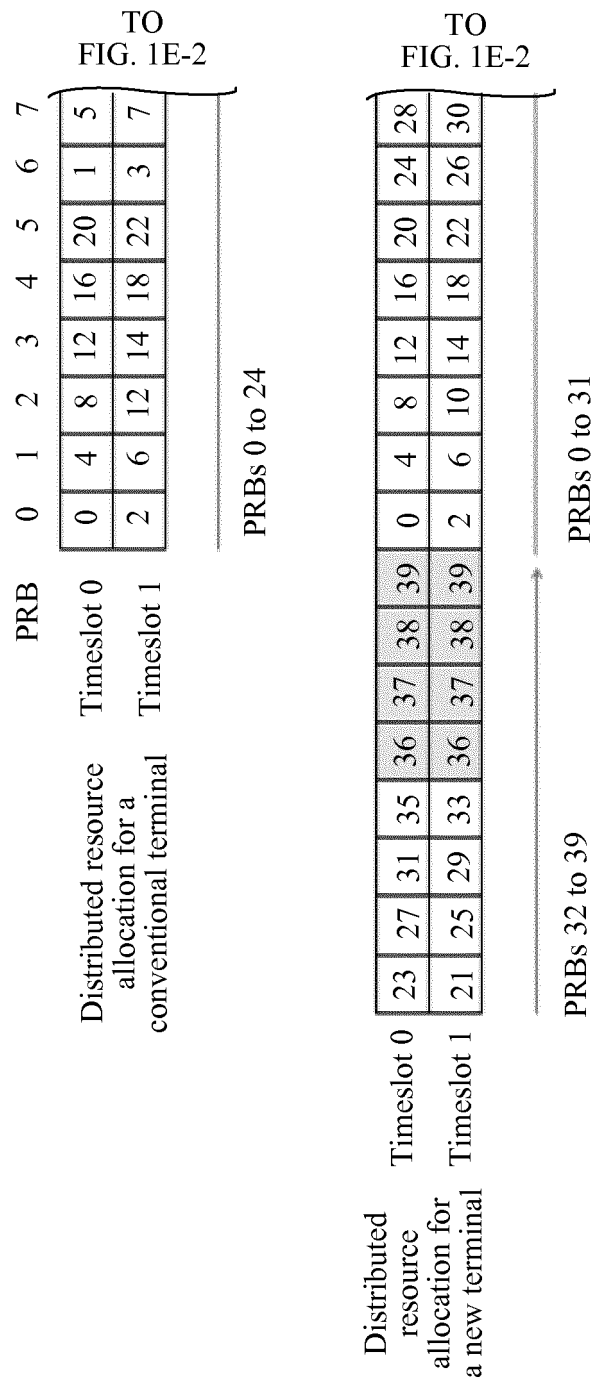 PRB 0 1 2 3 4 5 6 7
Timeslot 0 0 4 8 12 16 20 1 5
Timeslot 1 2 6 12 14 18 22 3 7
Distributed resource
allocation for a
conventional terminal
PRBs 0 to 24
TO
FIG. 1E-2
Distributed
resource
allocation for
a new terminal
Timeslot 0 23 27 31 35 36 37 38 39 0 4 8 12 16 20 24 28
Timeslot 1 21 25 29 33 36 37 38 39 2 6 10 14 18 22 26 30
PRBs 32 to 39
PRBs 0 to 31
TO
FIG. 1E-2